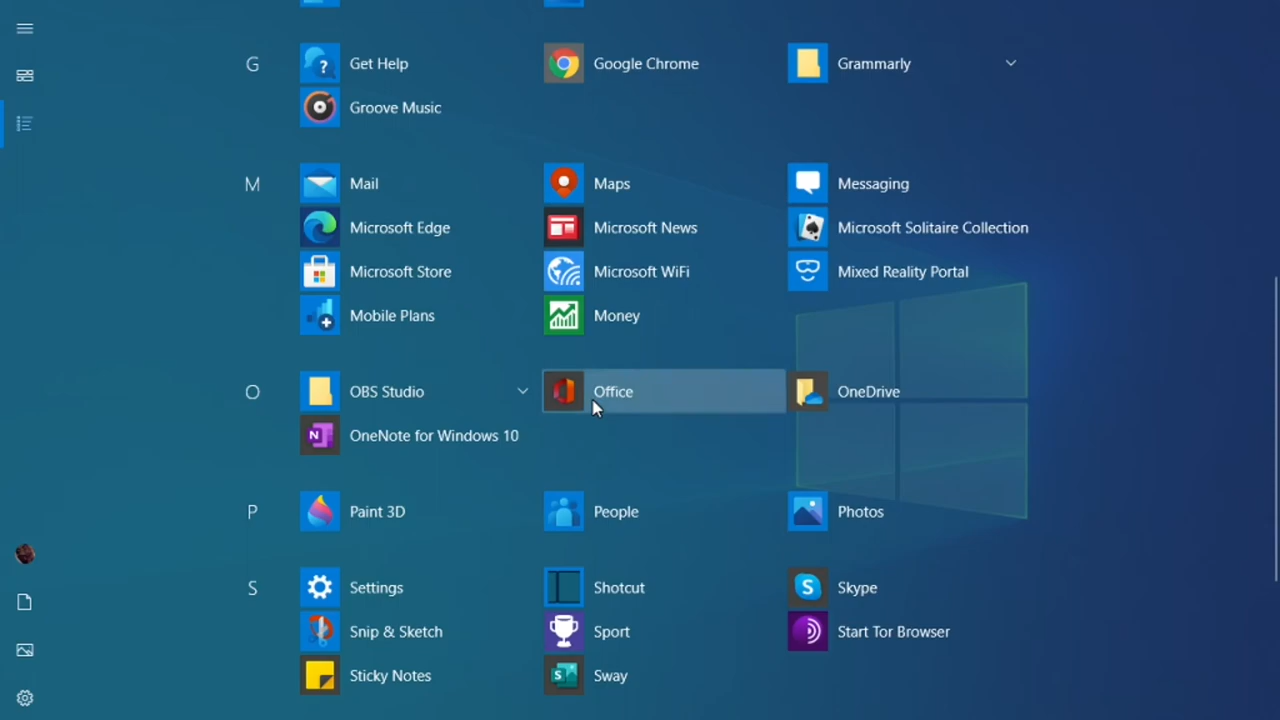 G
Get Help
Google Chrome
Grammarly
Groove Music
M
Mail
Maps
Messaging
Microsoft Edge
Microsoft News
Microsoft Solitaire Collection
Microsoft Store
Microsoft WiFi
Mixed Reality Portal
Mobile Plans
Money
O
OBS Studio
Office
OneDrive
OneNote for Windows 10
P
Paint 3D
People
Photos
S
Settings
Shotcut
Skype
Snip & Sketch
Sport
Start Tor Browser
Sticky Notes
Sway